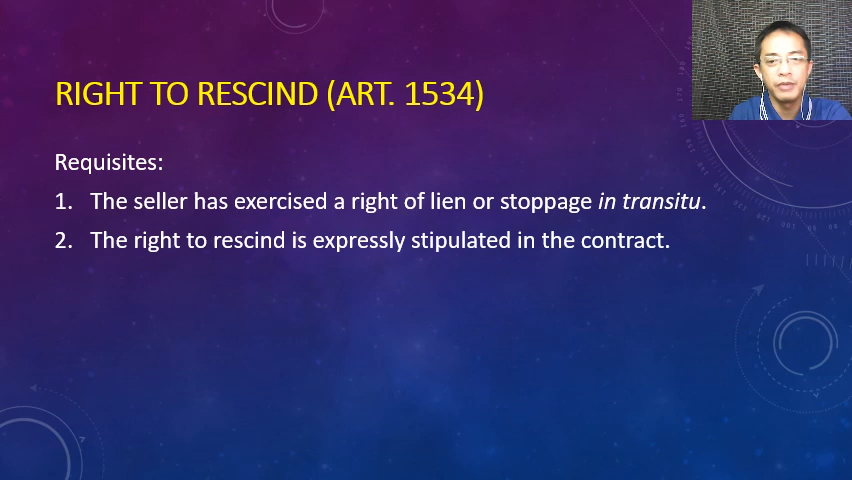 RIGHT TO RESCIND (ART. 1534)
Requisites:
1. The seller has exercised a right of lien or stoppage in transitu.
2. The right to rescind is expressly stipulated in the contract.